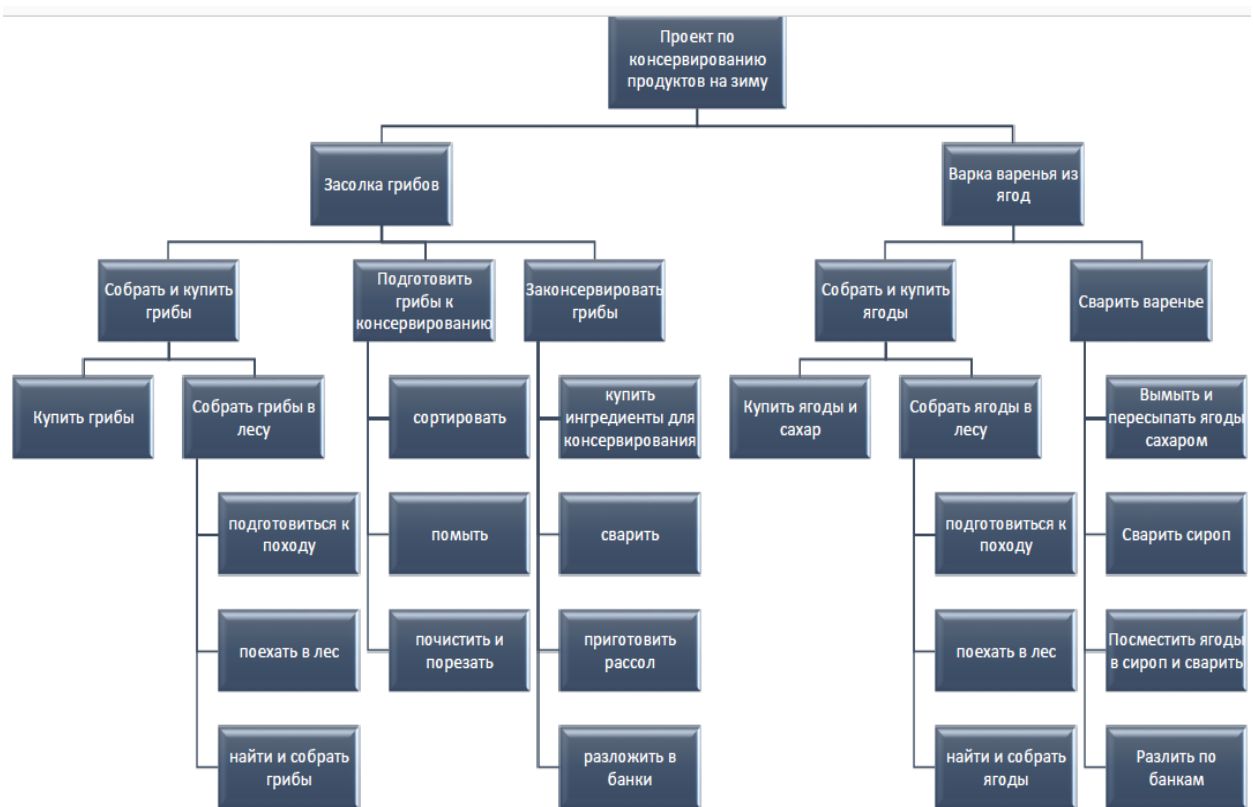 Проект по
консервированию
продуктов на зиму
Засолка грибов
Варка варенья из
ягод
Собрать и купить
грибы
Подготовить
грибы к
консервированию
Законсервировать
грибы
Собрать и купить
ягоды
Сварить варенье
Купить грибы
Собрать грибы в
лесу
сортировать
купить
ингредиенты для
консервирования
Купить ягоды и
сахар
Собрать ягоды в
лесу
Вымыть и
пересыпать ягоды
сахаром
подготовиться к
походу
помыть
сварить
подготовиться к
походу
Сварить сироп
поехать в лес
почистить и
порезать
приготовить
рассол
поехать в лес
Посместить ягоды
в сироп и сварить
найти и собрать
грибы
разложить в
банки
найти и собрать
ягоды
Разлить по
банкам